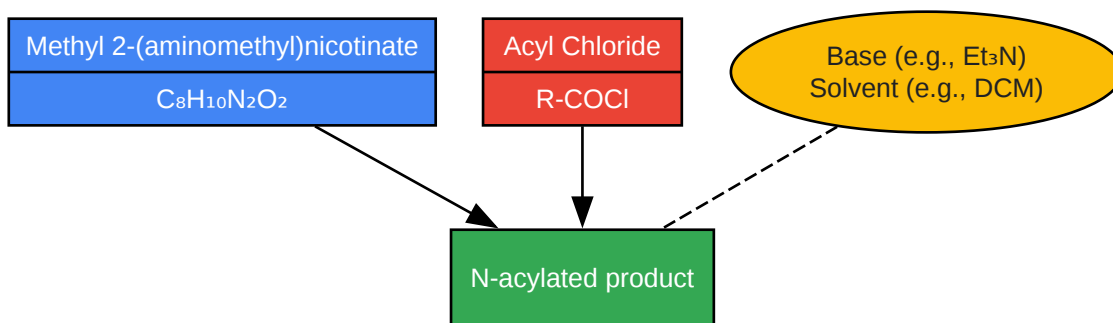 Methyl 2-(aminomethyl)nicotinate
C₈H₁₀N₂O₂
Acyl Chloride
R-COCl
Base (e.g., Et₃N)
Solvent (e.g., DCM)
N-acylated product